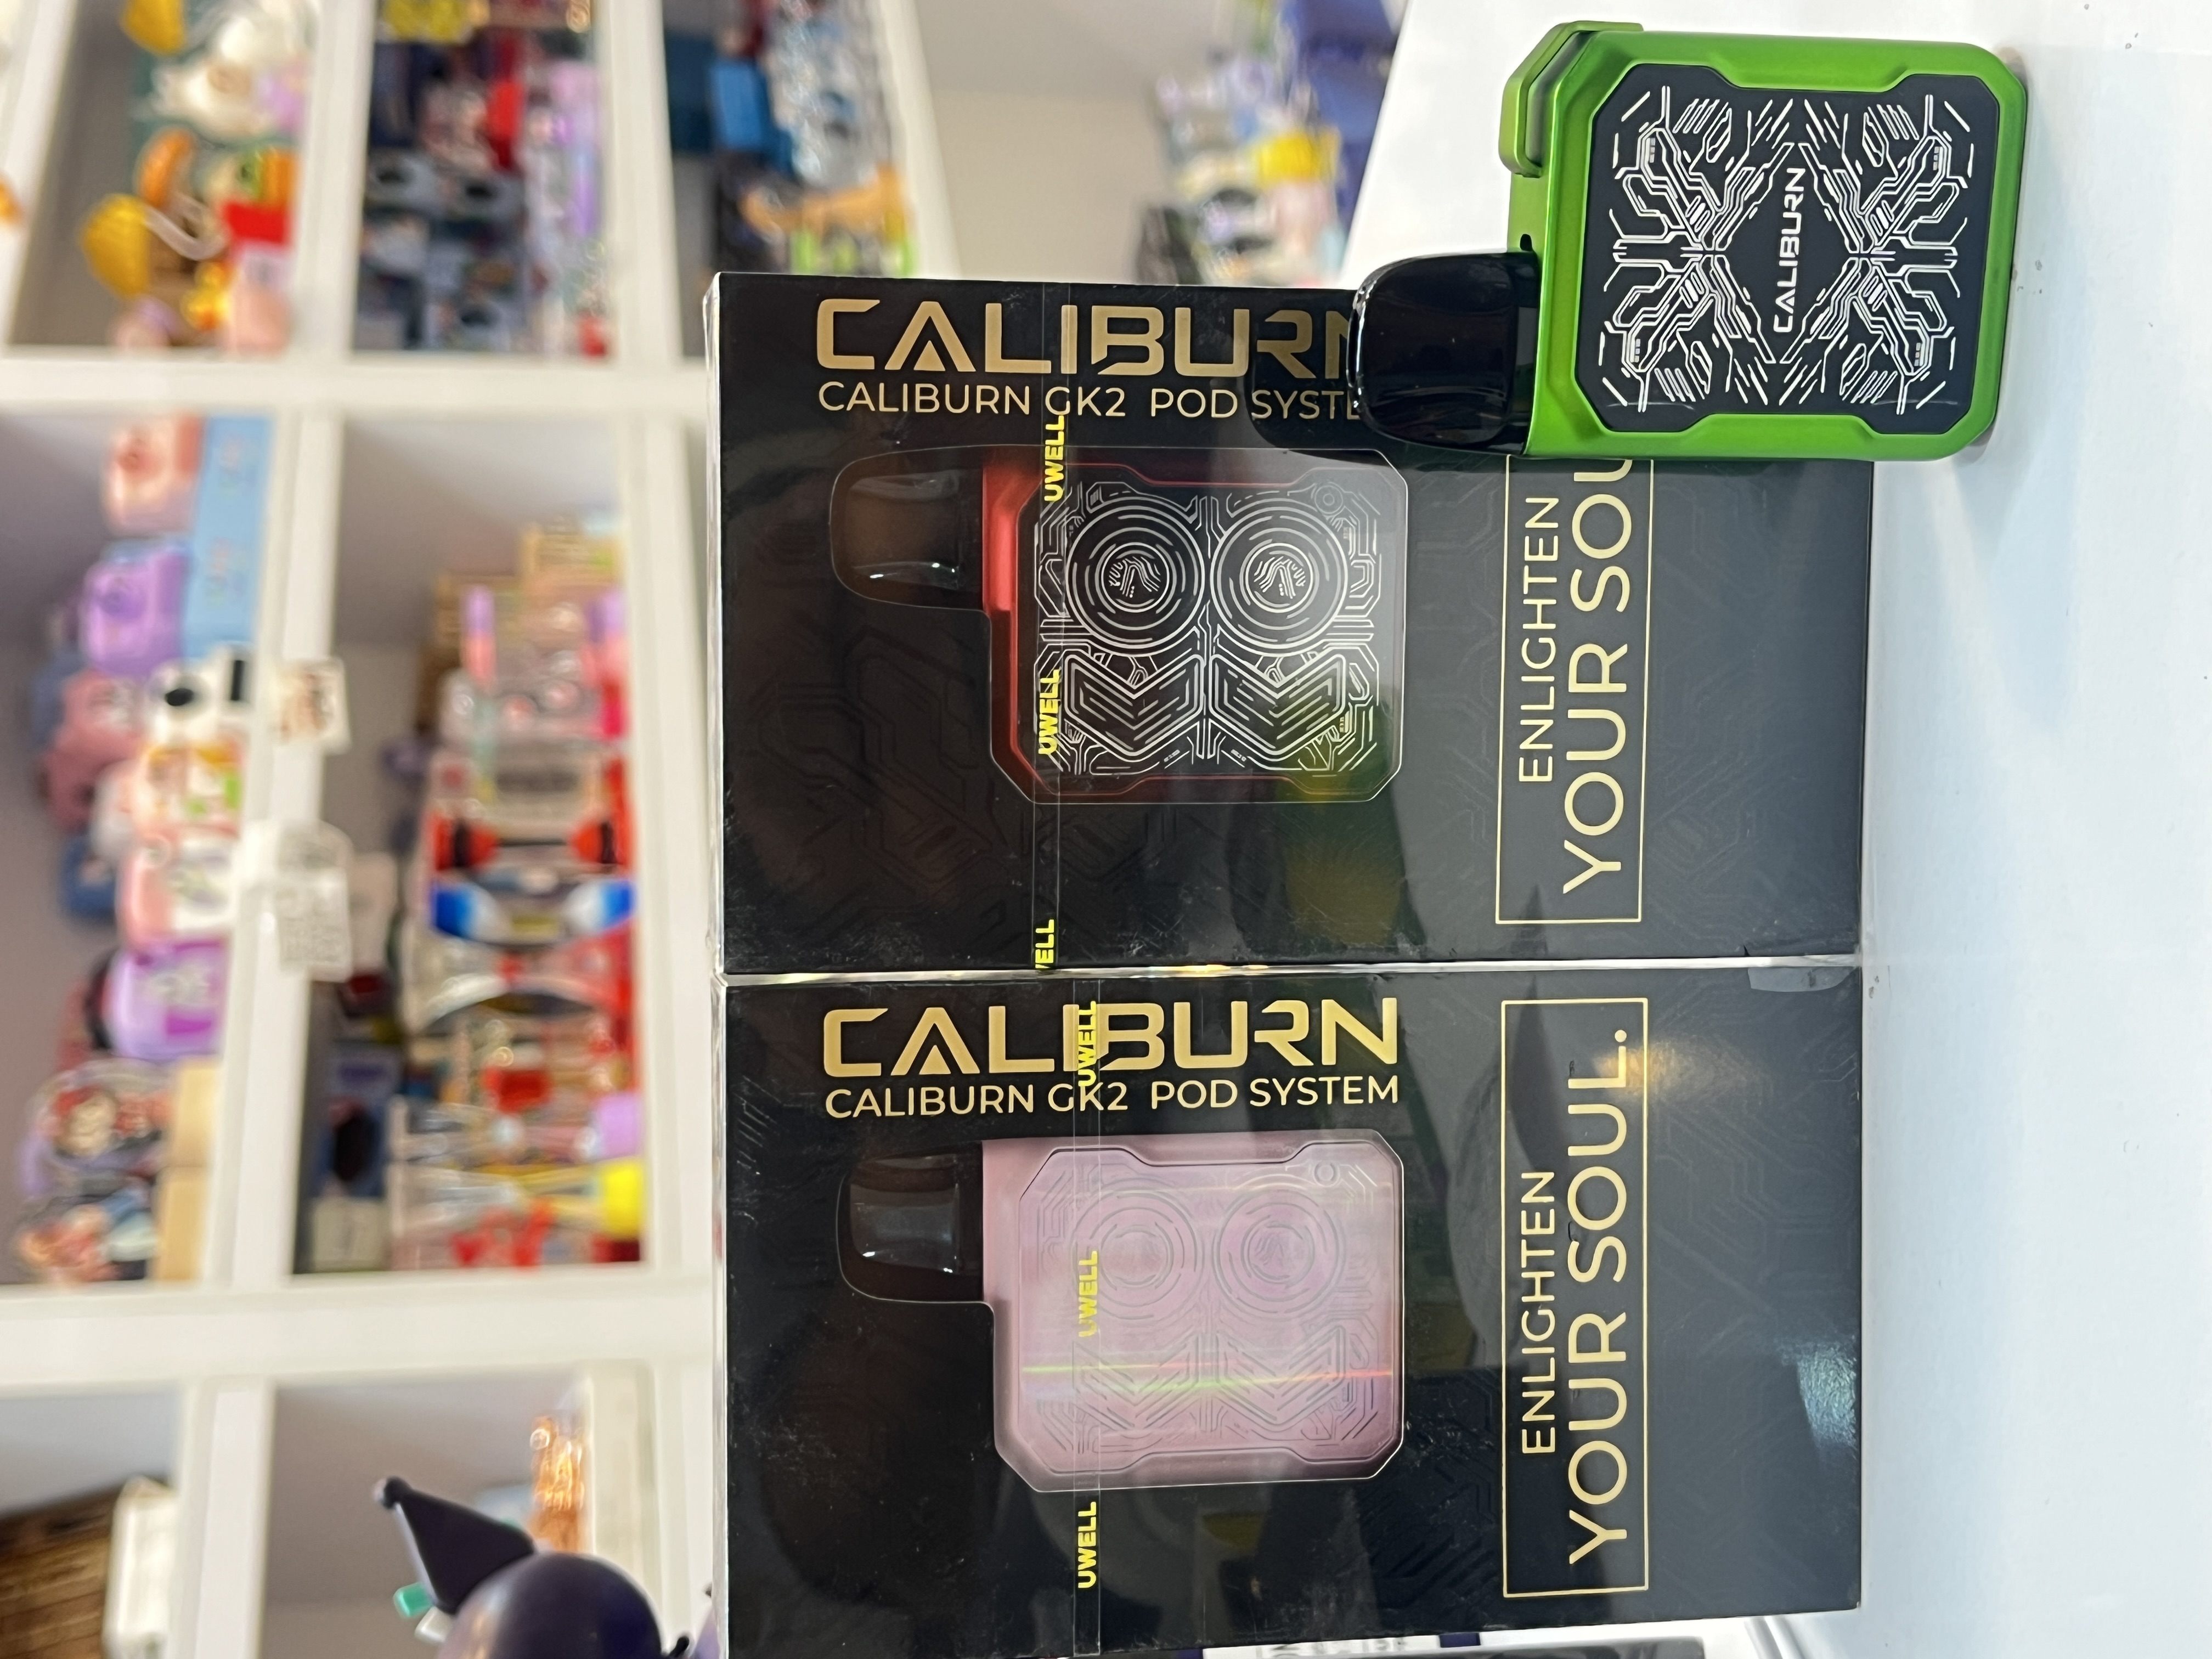 CALIBURN
CALIBURN GK2 POD SYSTEM
UWELL UWELL UWELL
ENLIGHTEN
YOUR SOUL.
CALIBURN
CALIBURN GK2 POD SYSTE
ELL UWELL UWELL
ENLIGHTEN
YOUR SOU
CALIBURN